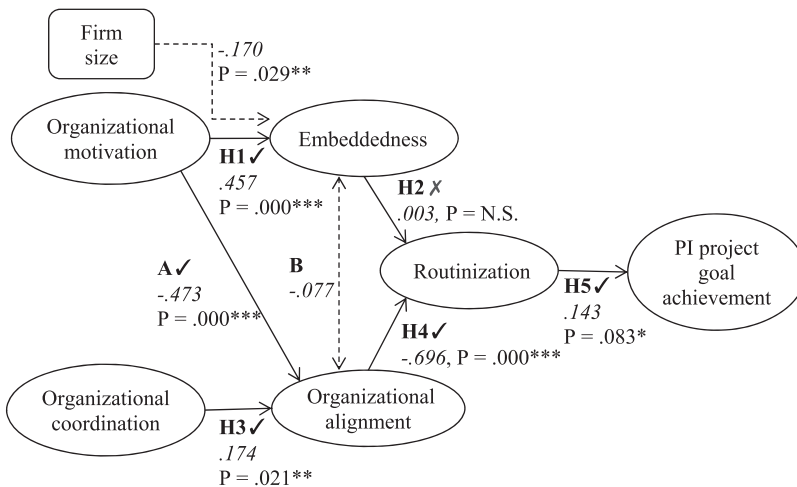 Firm
size
-.170
P = .029**
Organizational
motivation
Embeddedness
H1 ✓
.457
P = .000***
H2 ✗
.003, P = N.S.
A ✓
-.473
P = .000***
B
-.077
Routinization
PI project
goal
achievement
H5 ✓
.143
P = .083*
H4 ✓
-.696, P = .000***
Organizational
coordination
Organizational
alignment
H3 ✓
.174
P = .021**